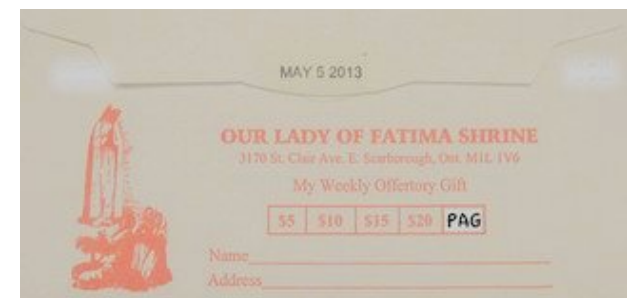 MAY 5 2013
OUR LADY OF FATIMA SHRINE
3170 St. Clair Ave. E. Scarborough, Ont. M1L 1V6
My Weekly Offertory Gift
$5 $10 $15 $20 PAG
Name
Address